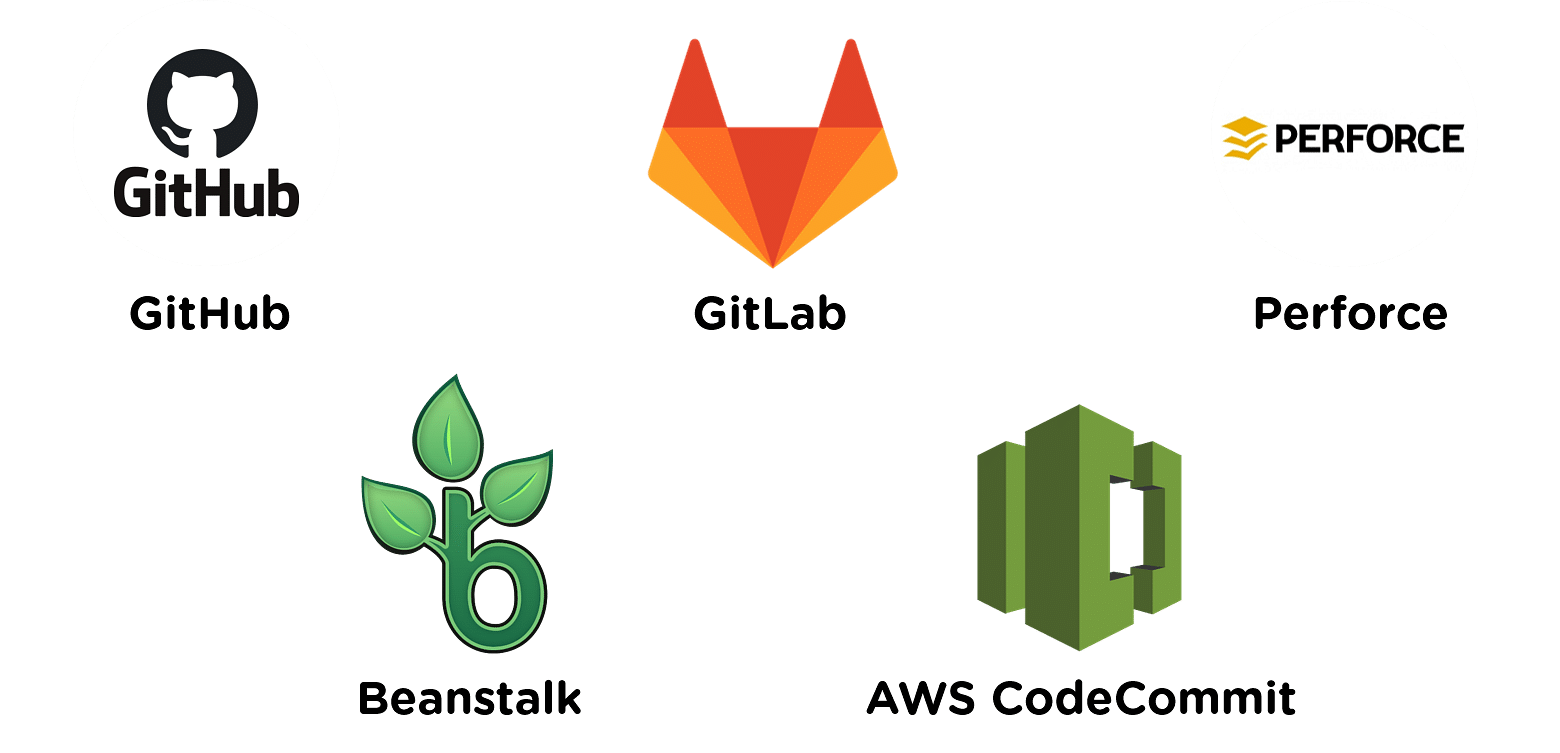 GitHub
PERFORCE
GitHub
GitLab
Perforce
Beanstalk
AWS CodeCommit